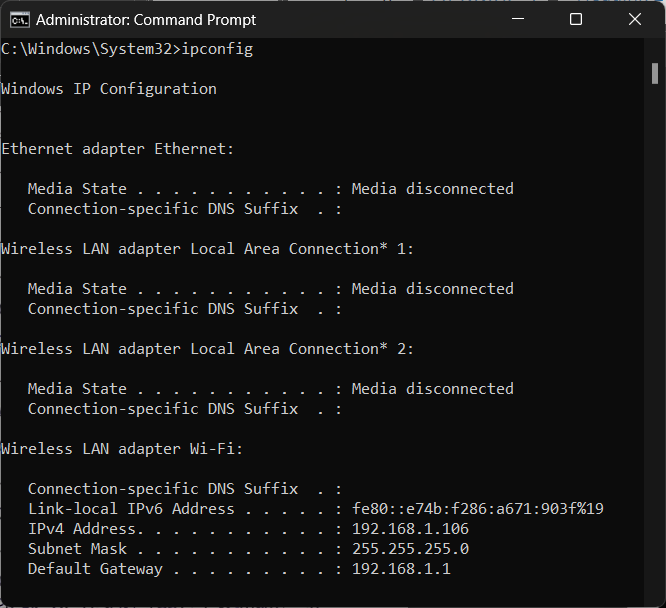 Administrator: Command Prompt
C:\Windows\System32>ipconfig
Windows IP Configuration
Ethernet adapter Ethernet:
Media State . . . . . . . . . . . : Media disconnected
Connection-specific DNS Suffix  . :
Wireless LAN adapter Local Area Connection* 1:
Media State . . . . . . . . . . . : Media disconnected
Connection-specific DNS Suffix  . :
Wireless LAN adapter Local Area Connection* 2:
Media State . . . . . . . . . . . : Media disconnected
Connection-specific DNS Suffix  . :
Wireless LAN adapter Wi-Fi:
Connection-specific DNS Suffix  . :
Link-local IPv6 Address . . . . . : fe80::e74b:f286:a671:903f%19
IPv4 Address. . . . . . . . . . . : 192.168.1.106
Subnet Mask . . . . . . . . . . . : 255.255.255.0
Default Gateway . . . . . . . . . : 192.168.1.1